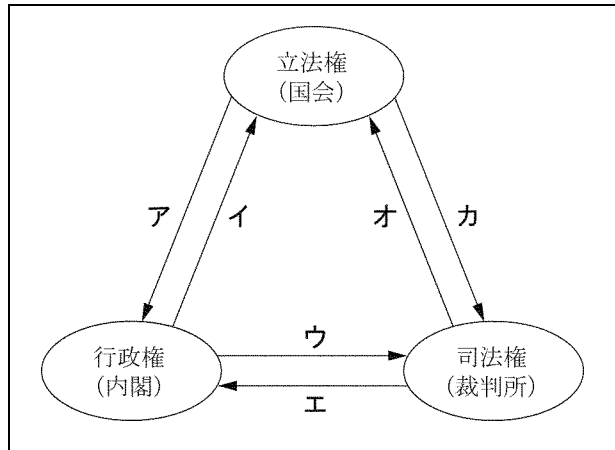 立法権
(国会)
ア
イ
オ
カ
ウ
行政権
(内閣)
司法権
(裁判所)
エ